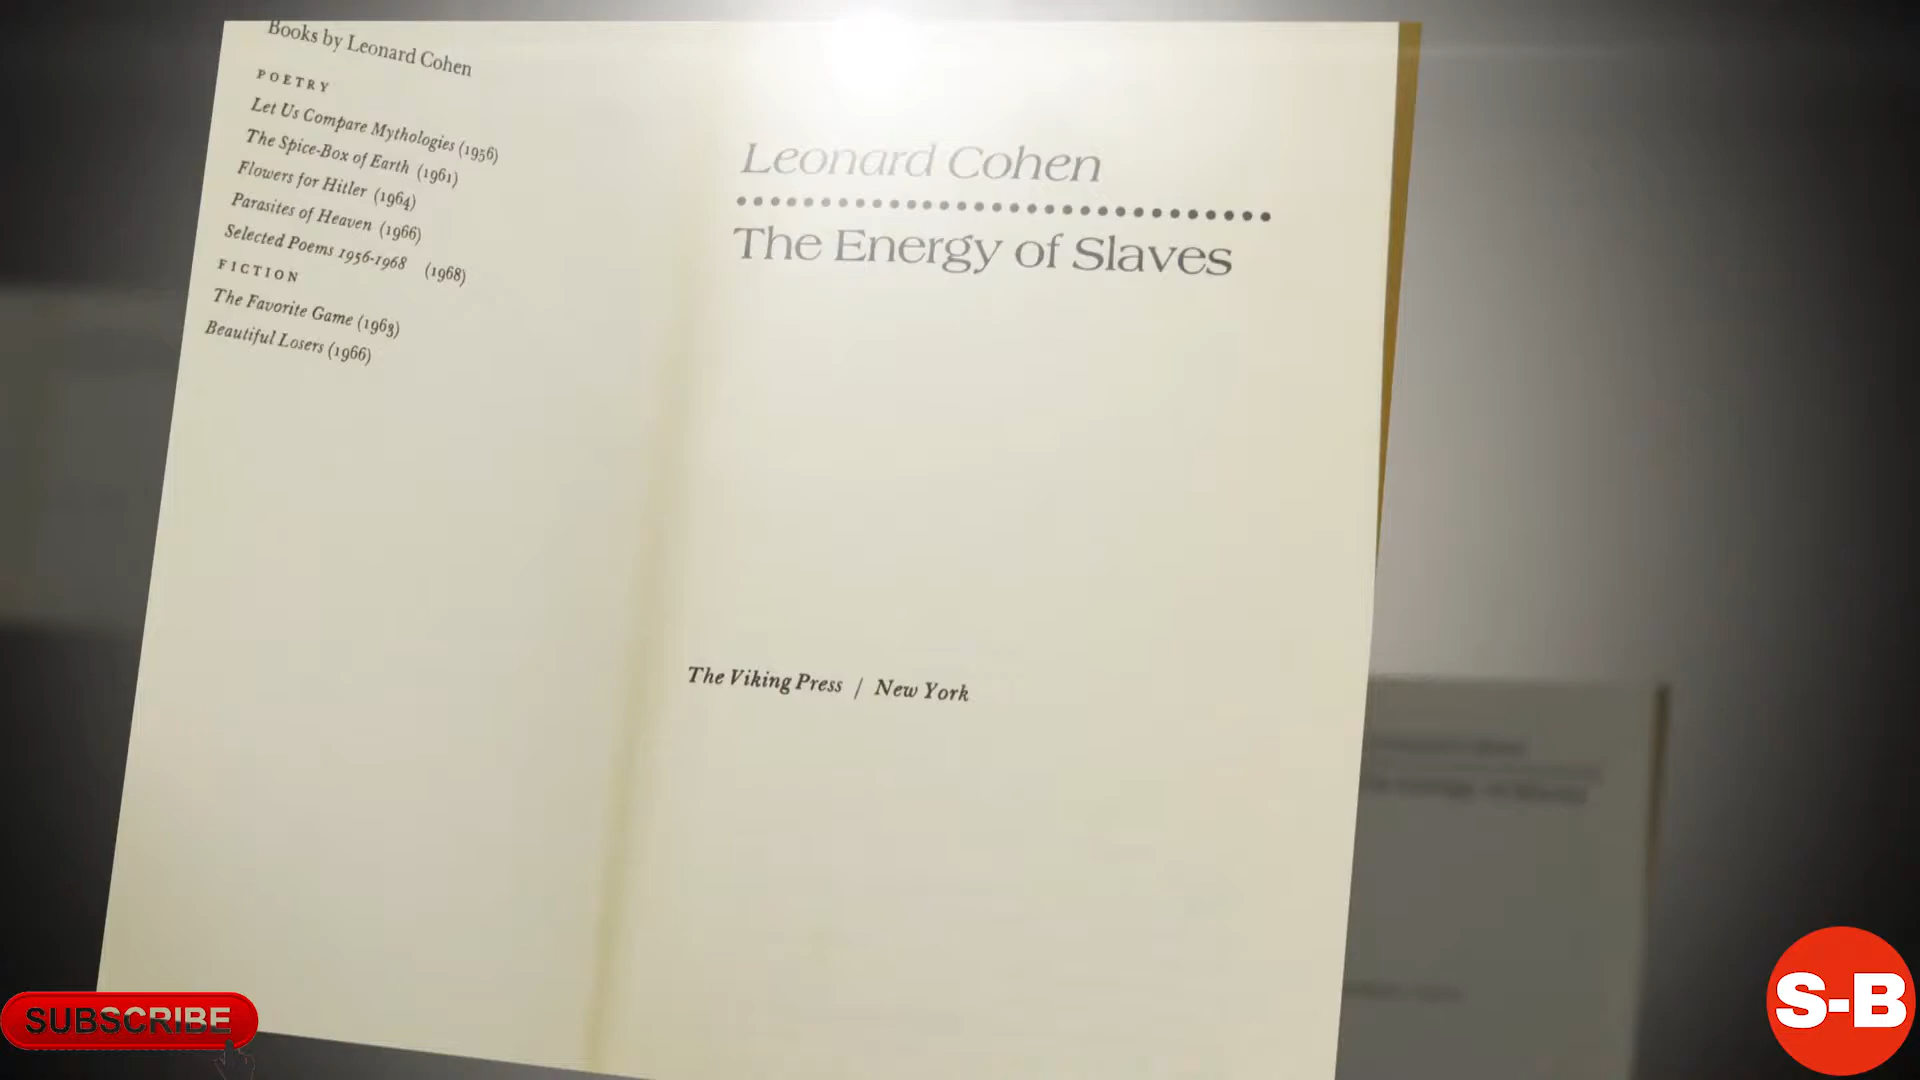 Books by Leonard Cohen
POETRY
Let Us Compare Mythologies (1956)
The Spice-Box of Earth (1961)
Flowers for Hitler (1964)
Parasites of Heaven (1966)
Selected Poems 1956-1968 (1968)
FICTION
The Favorite Game (1963)
Beautiful Losers (1966)
Leonard Cohen
The Energy of Slaves
The Viking Press / New York
SUBSCRIBE
S-B